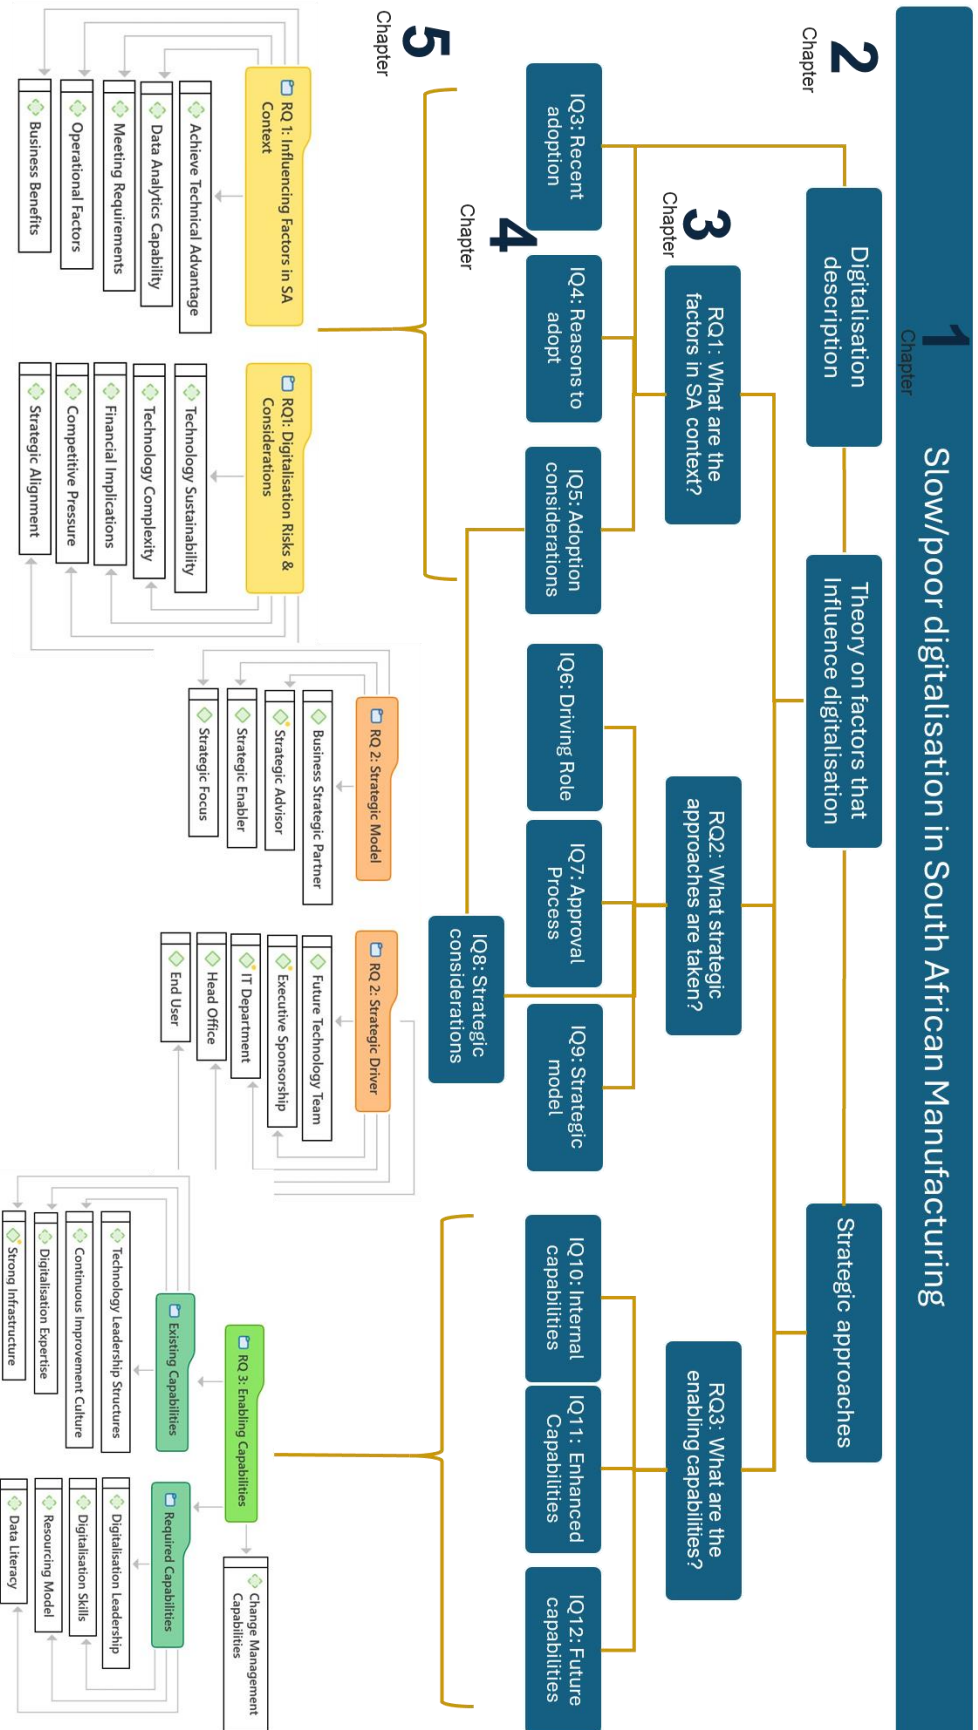 1
Chapter
Slow/poor digitalisation in South African Manufacturing
2
Chapter
Digitalisation
description
Theory on factors that
Influence digitalisation
Strategic approaches
3
Chapter
RQ1: What are the
factors in SA context?
RQ2: What strategic
approaches are taken?
RQ3: What are the
enabling capabilities?
4
Chapter
IQ3: Recent
adoption
IQ4: Reasons to
adopt
IQ5: Adoption
considerations
IQ6: Driving Role
IQ7: Approval
Process
IQ9: Strategic
model
IQ10: Internal
capabilities
IQ11: Enhanced
Capabilities
IQ12: Future
capabilities
IQ8: Strategic
considerations
5
Chapter
RQ 1: Influencing Factors in SA
Context
Achieve Technical Advantage
Data Analytics Capability
Meeting Requirements
Operational Factors
Business Benefits
RQ1: Digitalisation Risks &
Considerations
Technology Sustainability
Technology Complexity
Financial Implications
Competitive Pressure
Strategic Alignment
RQ 2: Strategic Model
Business Strategic Partner
Strategic Advisor
Strategic Enabler
Strategic Focus
RQ 2: Strategic Driver
Future Technology Team
Executive Sponsorship
IT Department
Head Office
End User
RQ 3: Enabling Capabilities
Change Management
Capabilities
Existing Capabilities
Technology Leadership Structures
Continuous Improvement Culture
Digitalisation Expertise
Strong Infrastructure
Required Capabilities
Digitalisation Leadership
Digitalisation Skills
Resourcing Model
Data Literacy